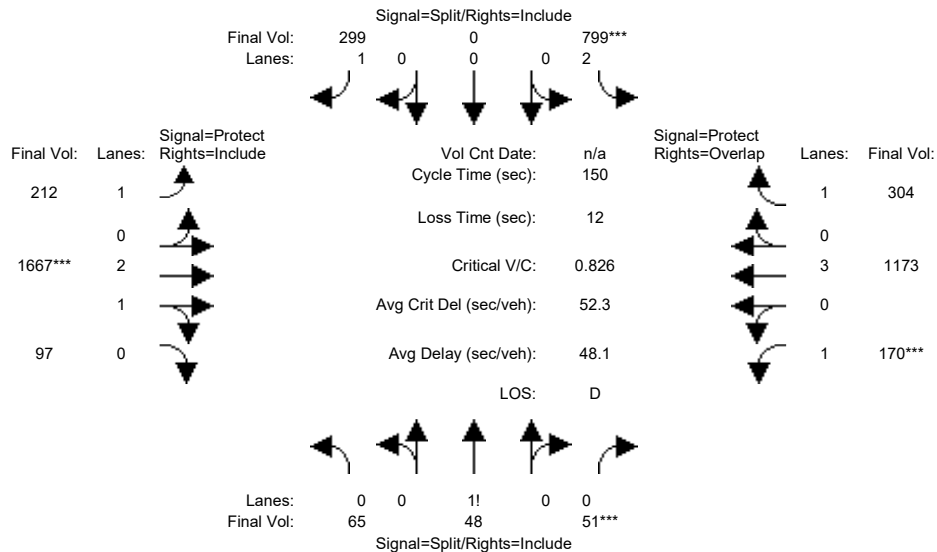 Signal=Split/Rights=Include
Final Vol: 299 0 799***
Lanes: 1 0 0 0 2
Signal=Protect Signal=Protect
Final Vol: Lanes: Rights=Include Vol Cnt Date: n/a Rights=Overlap Lanes: Final Vol:
Cycle Time (sec): 150
212 1 1 304
Loss Time (sec): 12
0 0
1667*** 2 Critical V/C: 0.826 3 1173
1 Avg Crit Del (sec/veh): 52.3 0
97 0 Avg Delay (sec/veh): 48.1 1 170***
LOS: D
Lanes: 0 0 1! 0 0
Final Vol: 65 48 51***
Signal=Split/Rights=Include